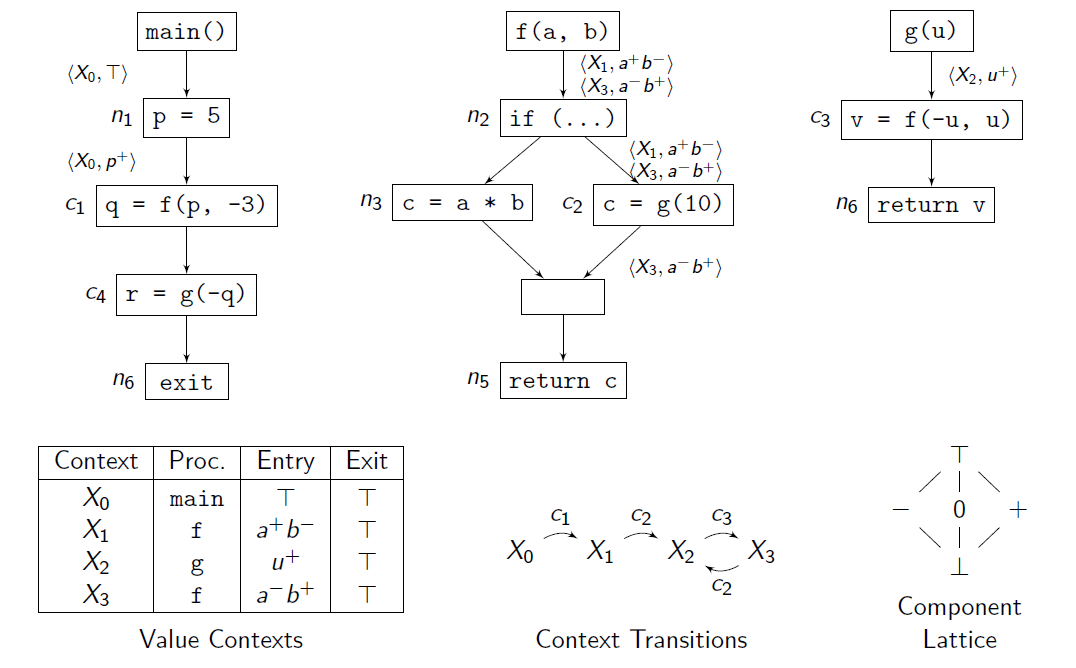 main()
⟨X₀, ⊤⟩
n₁ p = 5
⟨X₀, p⁺⟩
c₁ q = f(p, -3)
c₄ r = g(-q)
n₆ exit
f(a, b)
⟨X₁, a⁺b⁻⟩
⟨X₃, a⁻b⁺⟩
n₂ if (...)
⟨X₁, a⁺b⁻⟩
⟨X₃, a⁻b⁺⟩
n₃ c = a * b
c₂ c = g(10)
⟨X₃, a⁻b⁺⟩
n₅ return c
g(u)
⟨X₂, u⁺⟩
c₃ v = f(-u, u)
n₆ return v
Context Proc. Entry Exit
X₀ main ⊤ ⊤
X₁ f a⁺b⁻ ⊤
X₂ g u⁺ ⊤
X₃ f a⁻b⁺ ⊤
Value Contexts
c₁ c₂ c₃
X₀ X₁ X₂ X₃
c₂
Context Transitions
⊤
− 0 +
⊥
Component
Lattice